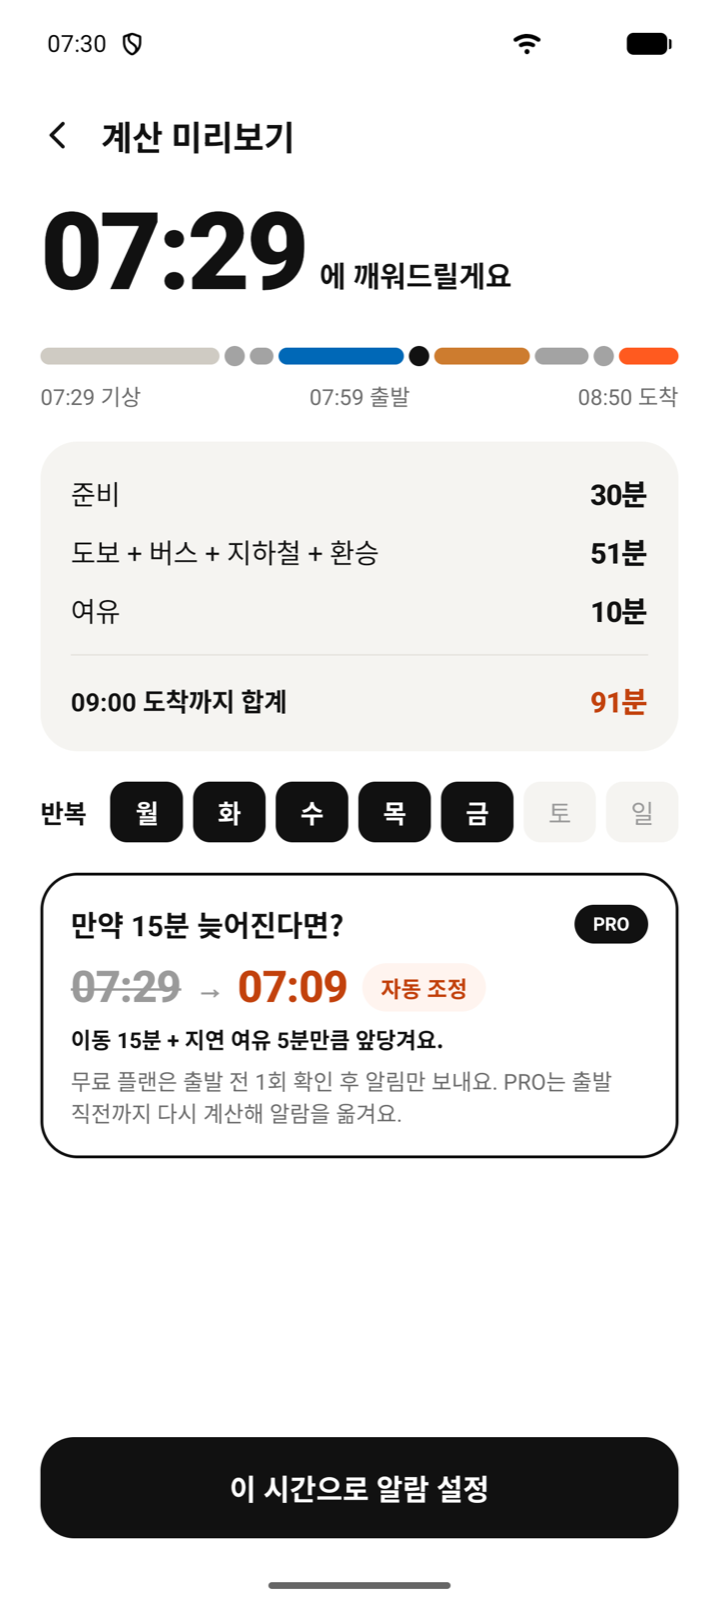 07:30
계산 미리보기
07:29 에 깨워드릴게요
07:29 기상 07:59 출발 08:50 도착
준비 30분
도보 + 버스 + 지하철 + 환승 51분
여유 10분
09:00 도착까지 합계 91분
반복 월 화 수 목 금 토 일
만약 15분 늦어진다면? PRO
07:29 → 07:09 자동 조정
이동 15분 + 지연 여유 5분만큼 앞당겨요.
무료 플랜은 출발 전 1회 확인 후 알림만 보내요. PRO는 출발
직전까지 다시 계산해 알람을 옮겨요.
이 시간으로 알람 설정